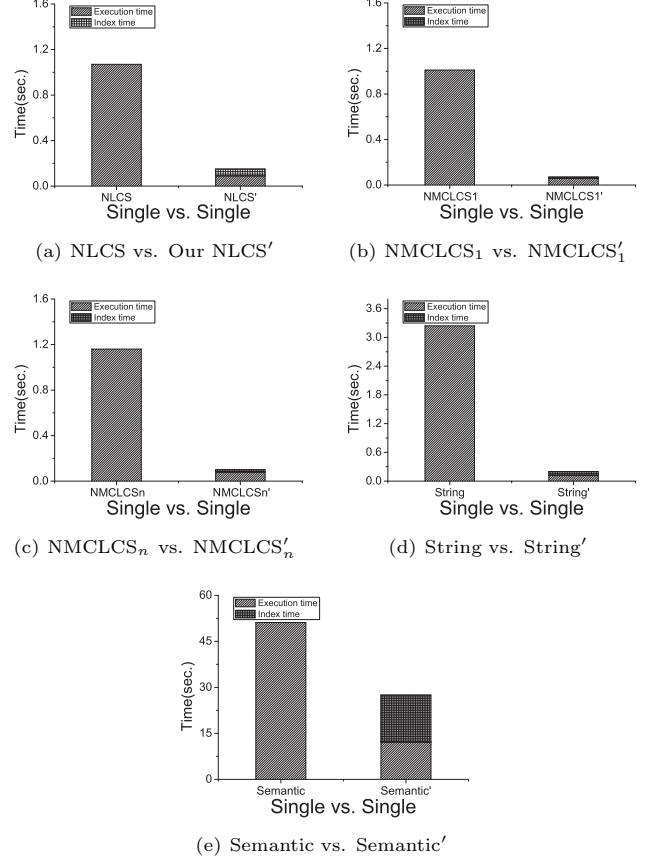 1.6
Execution time
Index time
1.2
0.8
0.4
0.0
Time(sec.)
NLCS NLCS'
Single vs. Single
(a) NLCS vs. Our NLCS′
1.6
Execution time
Index time
1.2
0.8
0.4
0.0
Time(sec.)
NMCLCS1 NMCLCS1'
Single vs. Single
(b) NMCLCS₁ vs. NMCLCS′₁
1.6
Execution time
Index time
1.2
0.8
0.4
0.0
Time(sec.)
NMCLCSn NMCLCSn'
Single vs. Single
(c) NMCLCSₙ vs. NMCLCS′ₙ
3.6
Execution time
Index time
3.0
2.4
1.8
1.2
0.6
0.0
Time(sec.)
String String'
Single vs. Single
(d) String vs. String′
60
Execution time
Index time
45
30
15
0
Time(sec.)
Semantic Semantic'
Single vs. Single
(e) Semantic vs. Semantic′